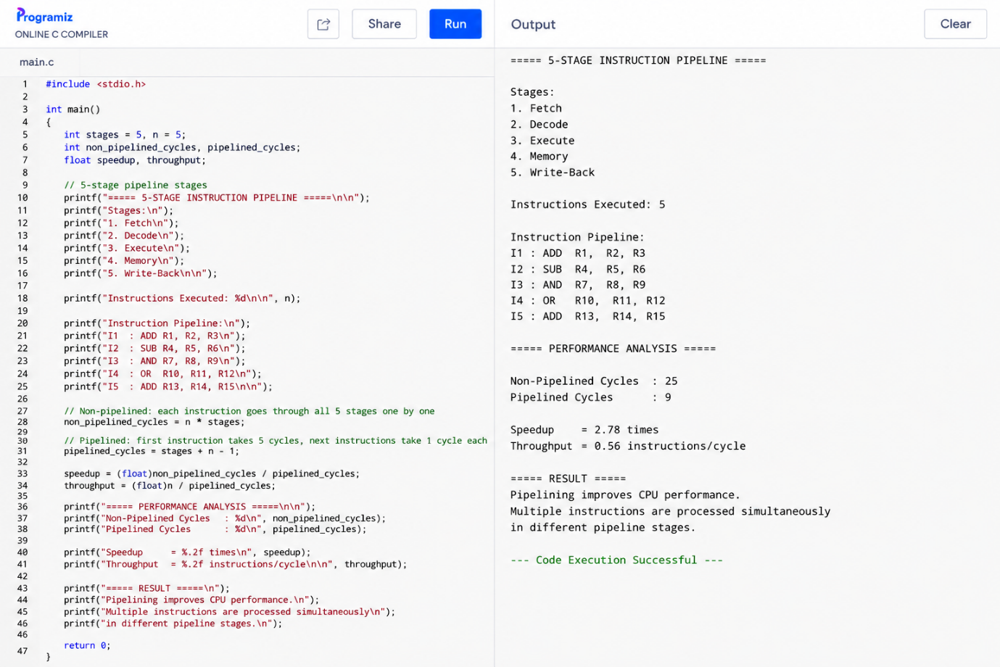 Programiz
ONLINE C COMPILER
Share
Run
Output
Clear
main.c
1 #include <stdio.h>
2
3 int main()
4 {
5 int stages = 5, n = 5;
6 int non_pipelined_cycles, pipelined_cycles;
7 float speedup, throughput;
8
9 // 5-stage pipeline stages
10 printf("===== 5-STAGE INSTRUCTION PIPELINE =====\n\n");
11 printf("Stages:\n");
12 printf("1. Fetch\n");
13 printf("2. Decode\n");
14 printf("3. Execute\n");
15 printf("4. Memory\n");
16 printf("5. Write-Back\n\n");
17
18 printf("Instructions Executed: %d\n\n", n);
19
20 printf("Instruction Pipeline:\n");
21 printf("I1  : ADD R1, R2, R3\n");
22 printf("I2  : SUB R4, R5, R6\n");
23 printf("I3  : AND R7, R8, R9\n");
24 printf("I4  : OR  R10, R11, R12\n");
25 printf("I5  : ADD R13, R14, R15\n\n");
26
27 // Non-pipelined: each instruction goes through all 5 stages one by one
28 non_pipelined_cycles = n * stages;
29
30 // Pipelined: first instruction takes 5 cycles, next instructions take 1 cycle each
31 pipelined_cycles = stages + n - 1;
32
33 speedup = (float)non_pipelined_cycles / pipelined_cycles;
34 throughput = (float)n / pipelined_cycles;
35
36 printf("===== PERFORMANCE ANALYSIS =====\n\n");
37 printf("Non-Pipelined Cycles  : %d\n", non_pipelined_cycles);
38 printf("Pipelined Cycles      : %d\n", pipelined_cycles);
39
40 printf("Speedup     = %.2f times\n", speedup);
41 printf("Throughput  = %.2f instructions/cycle\n\n", throughput);
42
43 printf("===== RESULT =====\n");
44 printf("Pipelining improves CPU performance.\n");
45 printf("Multiple instructions are processed simultaneously\n");
46 printf("in different pipeline stages.\n");
46
return 0;
47
}
===== 5-STAGE INSTRUCTION PIPELINE =====
Stages:
1. Fetch
2. Decode
3. Execute
4. Memory
5. Write-Back
Instructions Executed: 5
Instruction Pipeline:
I1 : ADD  R1,  R2, R3
I2 : SUB  R4,  R5, R6
I3 : AND  R7,  R8, R9
I4 : OR   R10,  R11, R12
I5 : ADD  R13,  R14, R15
===== PERFORMANCE ANALYSIS =====
Non-Pipelined Cycles  : 25
Pipelined Cycles      : 9
Speedup    = 2.78 times
Throughput = 0.56 instructions/cycle
===== RESULT =====
Pipelining improves CPU performance.
Multiple instructions are processed simultaneously
in different pipeline stages.
--- Code Execution Successful ---